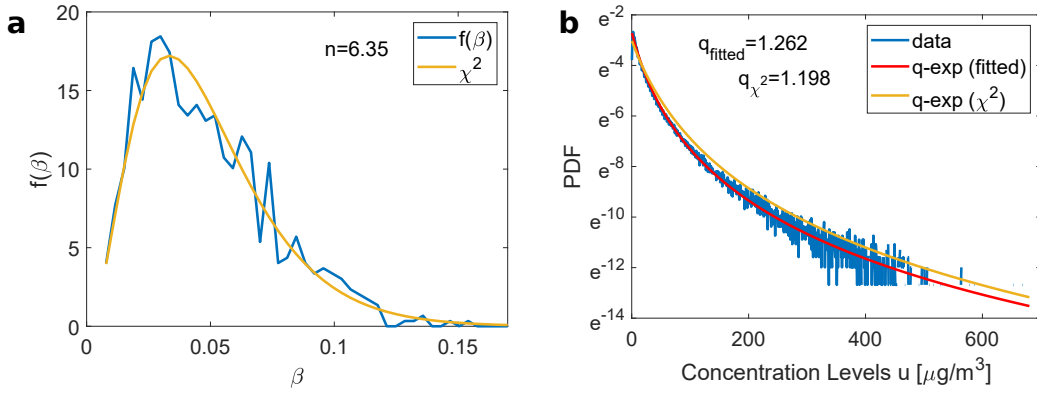 a
n=6.35
f(β)
χ²
f(β)
20
15
10
5
0
0
0.05
0.1
0.15
β
b
q_fitted=1.262
q_χ²=1.198
data
q-exp (fitted)
q-exp (χ²)
PDF
e^-2
e^-4
e^-6
e^-8
e^-10
e^-12
e^-14
0
200
400
600
Concentration Levels u [μg/m³]